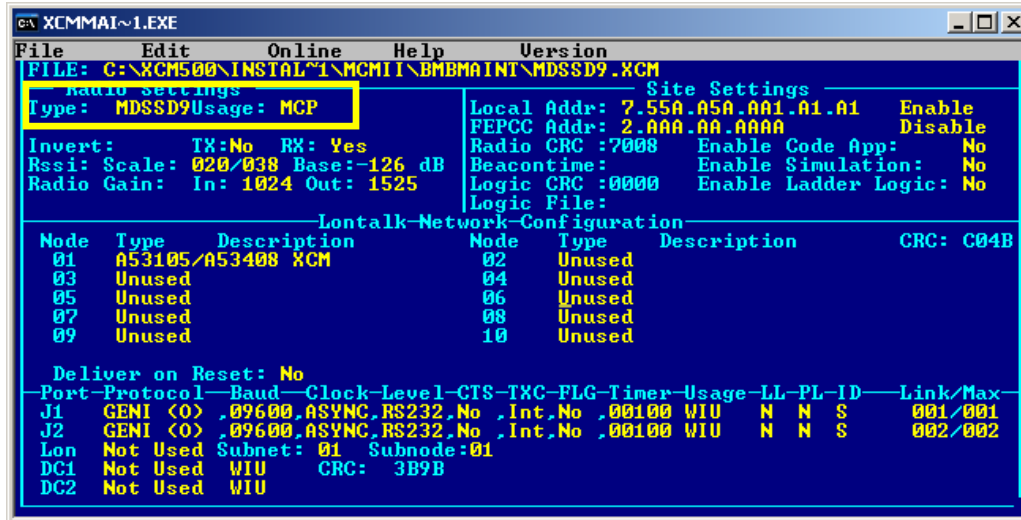 XCMMAI~1.EXE
File Edit Online Help Version
FILE: C:\XCM500\INSTAL~1\MCMII\BMBMAINT\MDSSD9.XCM
Radio Settings Site Settings
Type: MDSSD9Usage: MCP Local Addr: 7.55A.A5A.AA1.A1.A1 Enable
FEPCC Addr: 2.AAA.AA.AAAA Disable
Invert: TX:No RX: Yes Radio CRC :7008 Enable Code App: No
Rssi: Scale: 020/038 Base:-126 dB Beacontime: Enable Simulation: No
Radio Gain: In: 1024 Out: 1525 Logic CRC :0000 Enable Ladder Logic: No
Logic File:
Lontalk-Network-Configuration
Node Type Description Node Type Description CRC: C04B
01 A53105/A53408 XCM 02 Unused
03 Unused 04 Unused
05 Unused 06 Unused
07 Unused 08 Unused
09 Unused 10 Unused
Deliver on Reset: No
Port-Protocol-Baud-Clock-Level-CTS-TXC-FLG-Timer-Usage-LL-PL-ID-Link/Max
J1 GENI (O) ,09600,ASYNC,RS232,No ,Int,No ,00100 WIU N N S 001/001
J2 GENI (O) ,09600,ASYNC,RS232,No ,Int,No ,00100 WIU N N S 002/002
Lon Not Used Subnet: 01 Subnode:01
DC1 Not Used WIU CRC: 3B9B
DC2 Not Used WIU